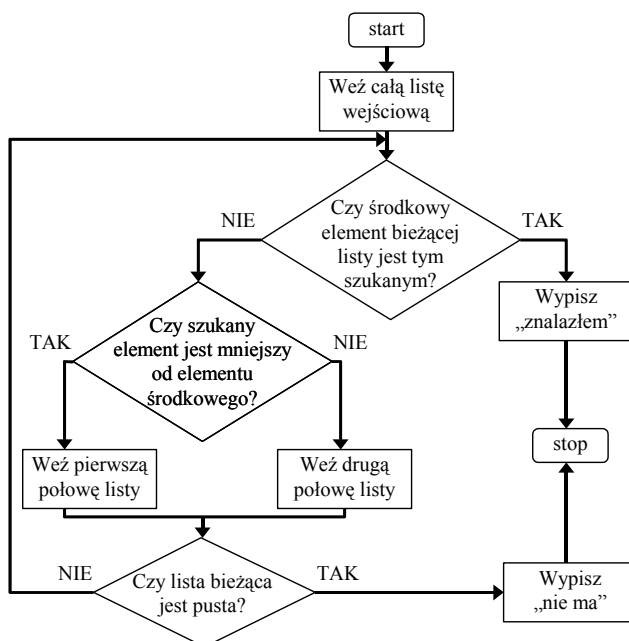 start
Weź całą listę
wejściową
NIE
TAK
Czy środkowy
element bieżącej
listy jest tym
szukanym?
Wypisz
„znalazłem”
TAK
NIE
Czy szukany
element jest mniejszy
od elementu
środkowego?
stop
Weź pierwszą
połowę listy
Weź drugą
połowę listy
NIE
TAK
Czy lista bieżąca
jest pusta?
Wypisz
„nie ma”